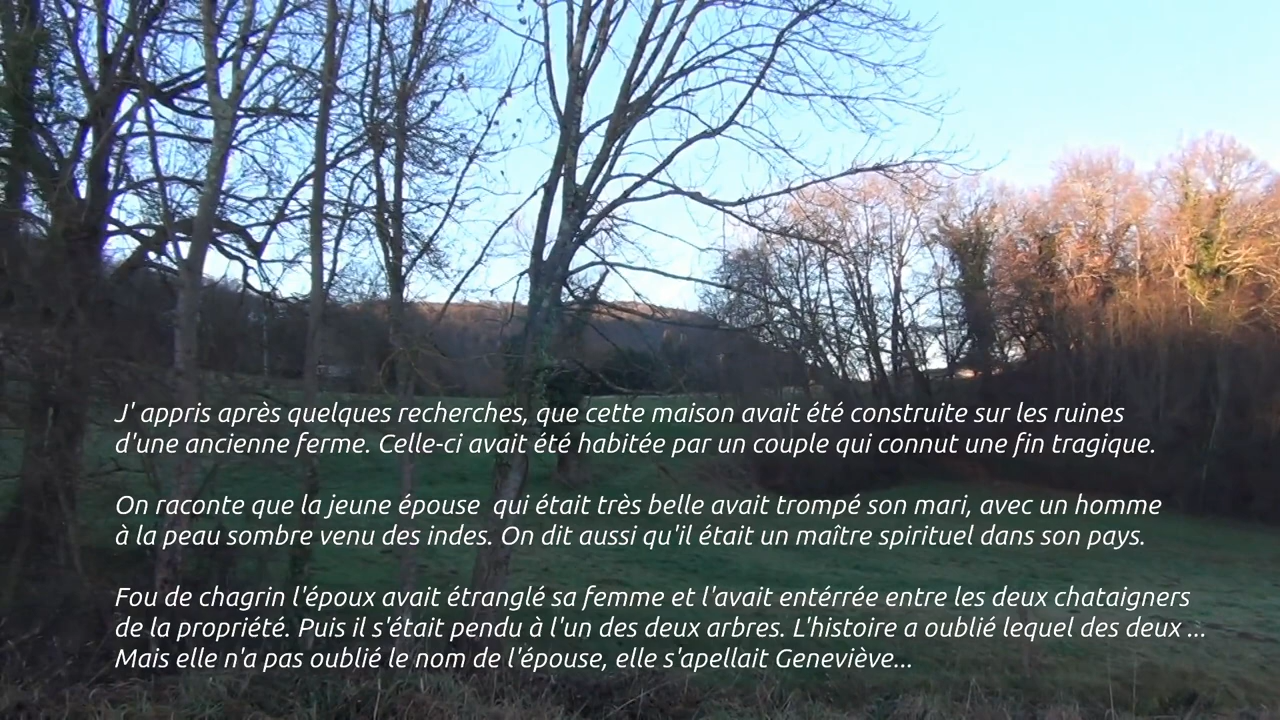 J' appris après quelques recherches, que cette maison avait été construite sur les ruines
d'une ancienne ferme. Celle-ci avait été habitée par un couple qui connut une fin tragique.
On raconte que la jeune épouse  qui était très belle avait trompé son mari, avec un homme
à la peau sombre venu des indes. On dit aussi qu'il était un maître spirituel dans son pays.
Fou de chagrin l'époux avait étranglé sa femme et l'avait entérrée entre les deux chataigners
de la propriété. Puis il s'était pendu à l'un des deux arbres. L'histoire a oublié lequel des deux ...
Mais elle n'a pas oublié le nom de l'épouse, elle s'apellait Geneviève...